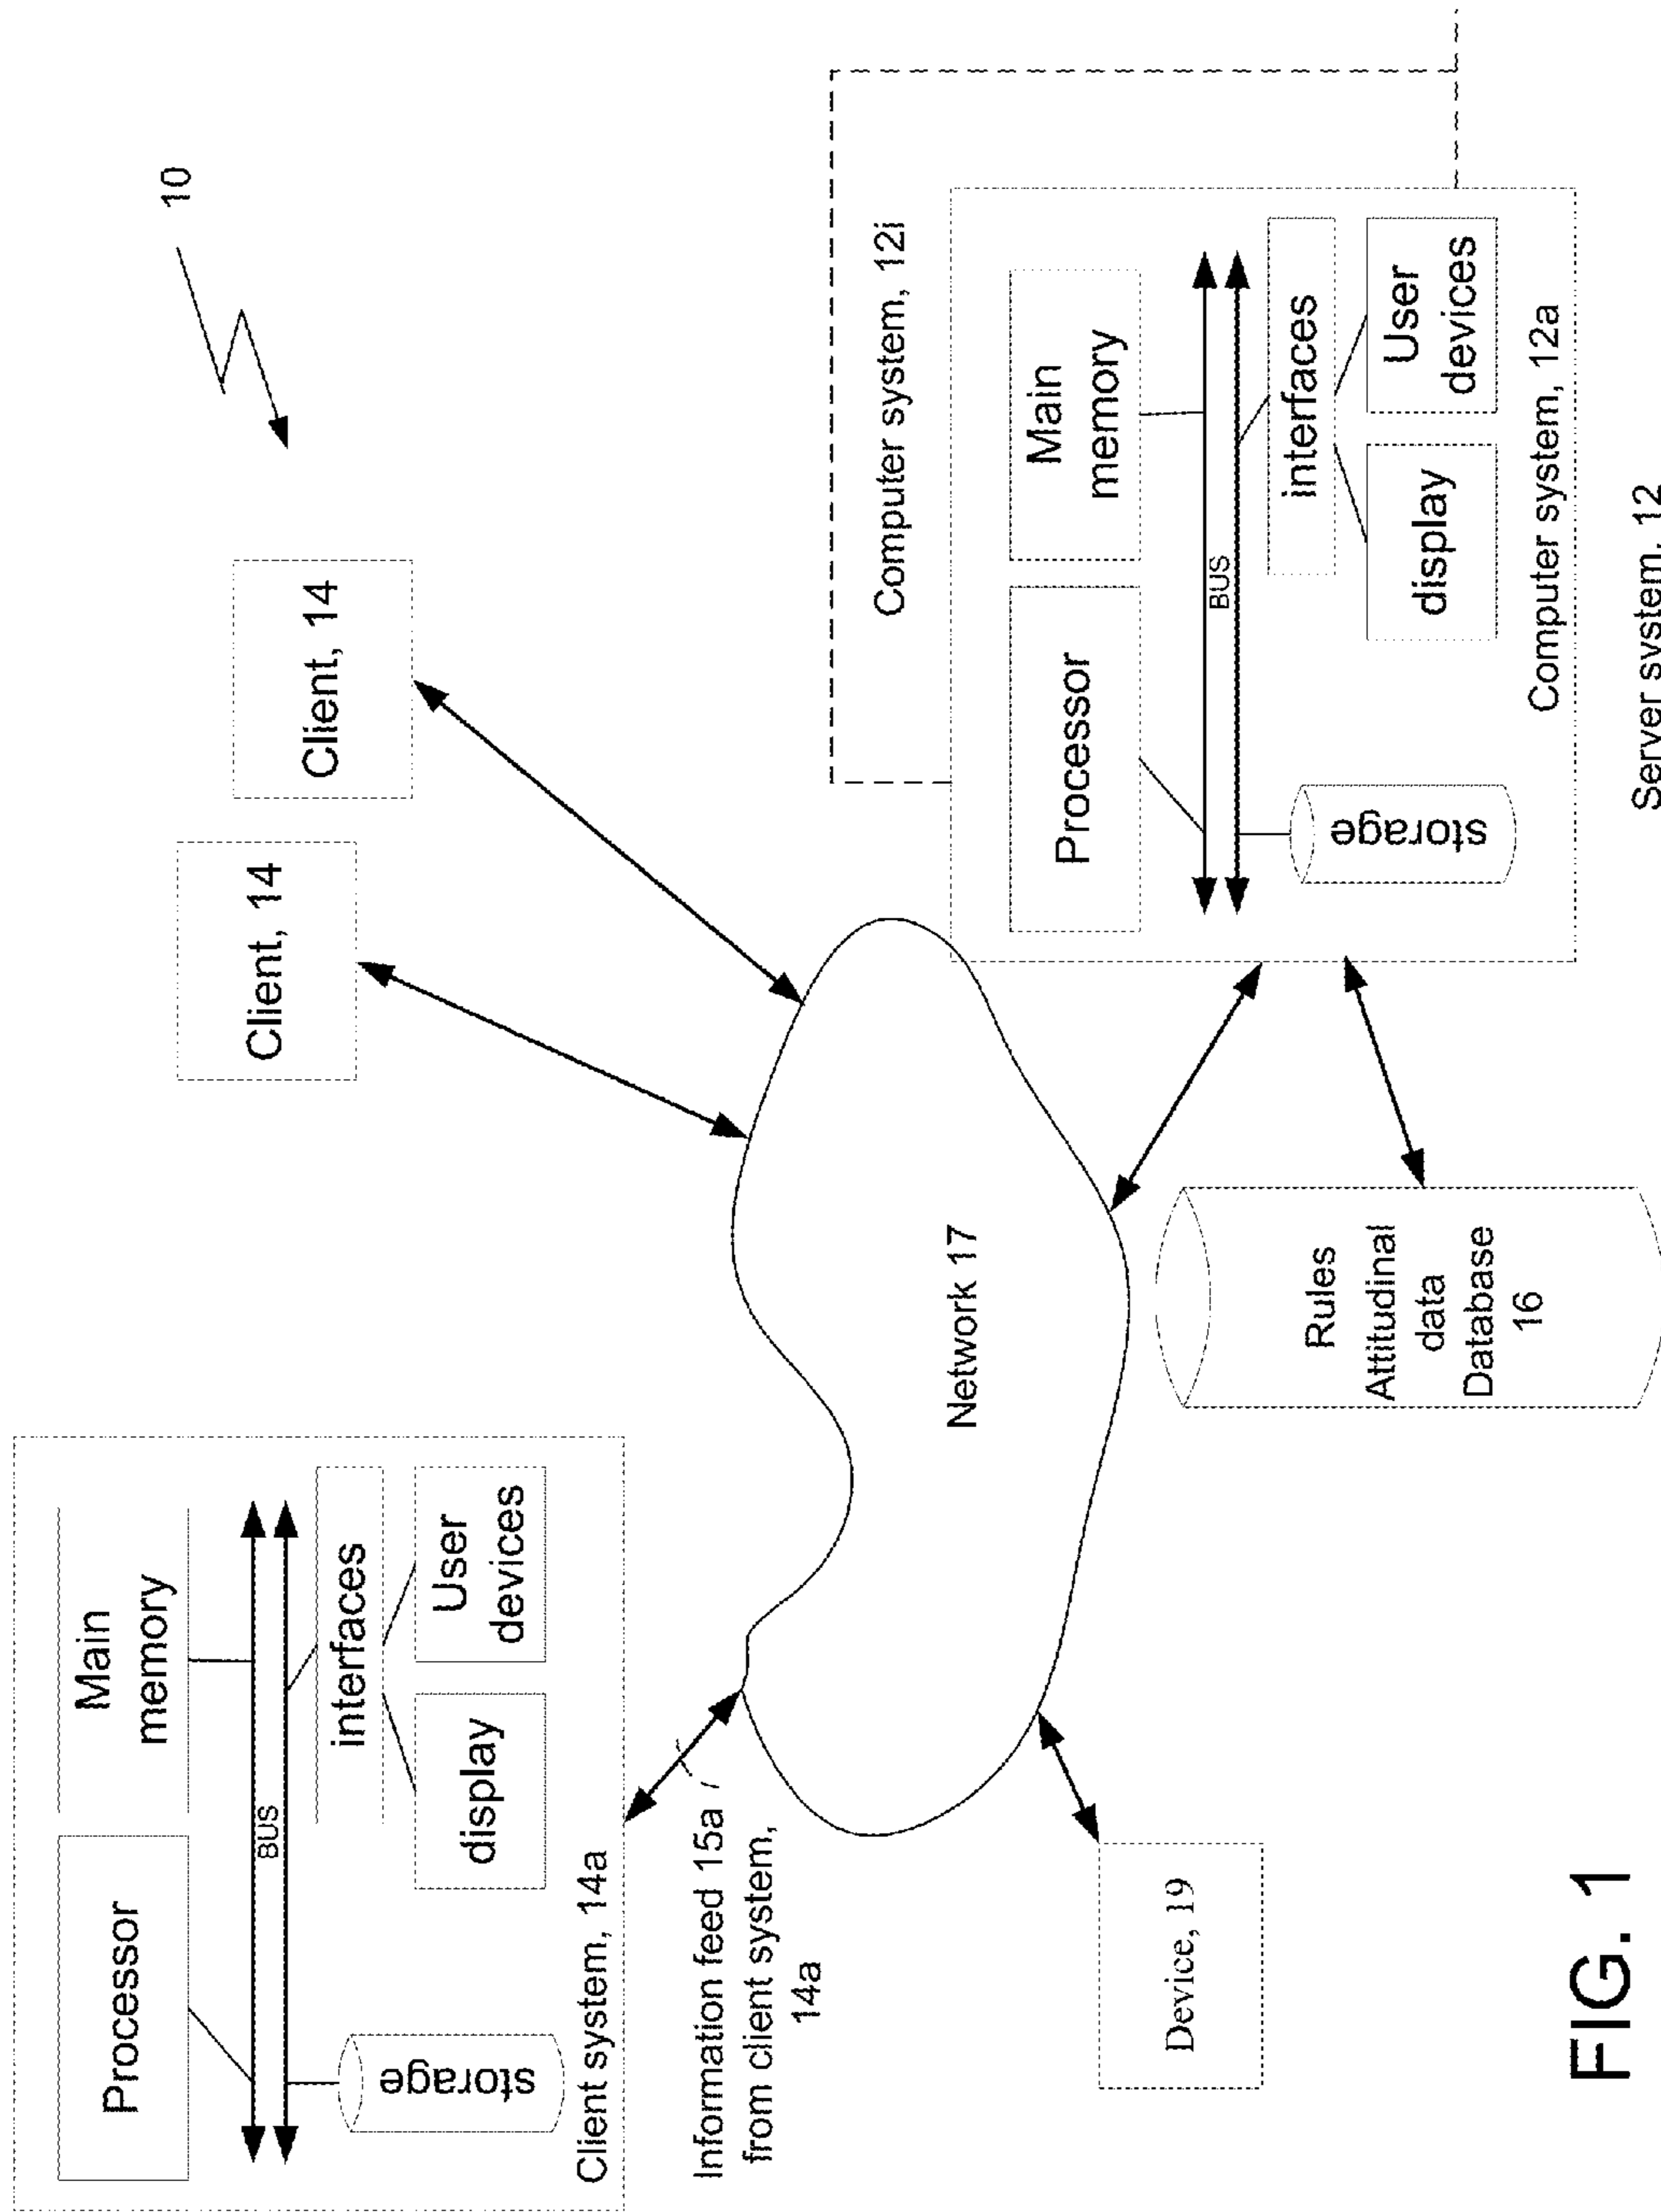 10
Processor
Main
memory
BUS
storage
interfaces
display
User
devices
Client system, 14a
Information feed 15a
from client system,
14a
Client, 14
Client, 14
Network 17
Device, 19
Rules
Attitudinal
data
Database
16
Computer system, 12i
Processor
Main
memory
BUS
storage
interfaces
display
User
devices
Computer system, 12a
Server system, 12
FIG. 1